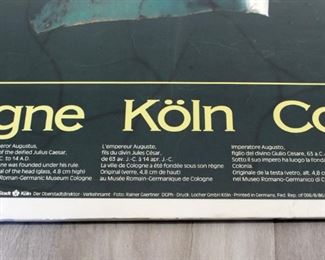 gne Köln Co
peror Augustus,
of the deified Julius Caesar,
.C. to 14 A.D.
gne was founded under his rule.
al of the head (glass, 4,8 cm high)
Roman-Germanic Museum Cologne
L'empereur Auguste,
fils du divin Jules César,
de 63 av. J.-C. à 14 apr. J.-C.
La ville de Cologne a été fondée sous son règne
Original (verre, 4,8 cm de haut)
au Musée Romain-Germanique de Cologne
Imperatore Augusto,
figlio del divino Giulio Cesare, 63 a.C.
Sotto il suo impero ha luogo la fonda
Colonia.
Originale de la testa (vetro, alt. 4,8 c
nel Museo Romano-Germanico di C
Stadt Köln Der Oberstadtdirektor · Verkehrsamt Foto: Rainer Gaertner DGPh · Druck: Locher GmbH Köln · Printed in Germany, Fed. Rep. of